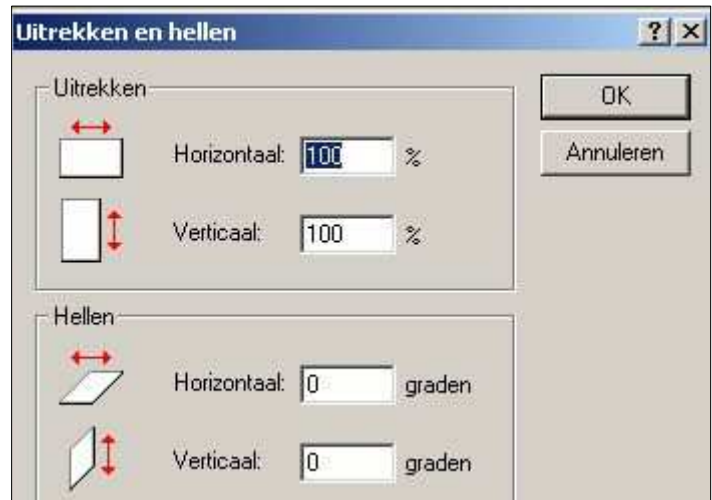 Uitrekken en hellen
Uitrekken
Horizontaal: 100 %
Verticaal: 100 %
Hellen
Horizontaal: 0 graden
Verticaal: 0 graden
OK
Annuleren